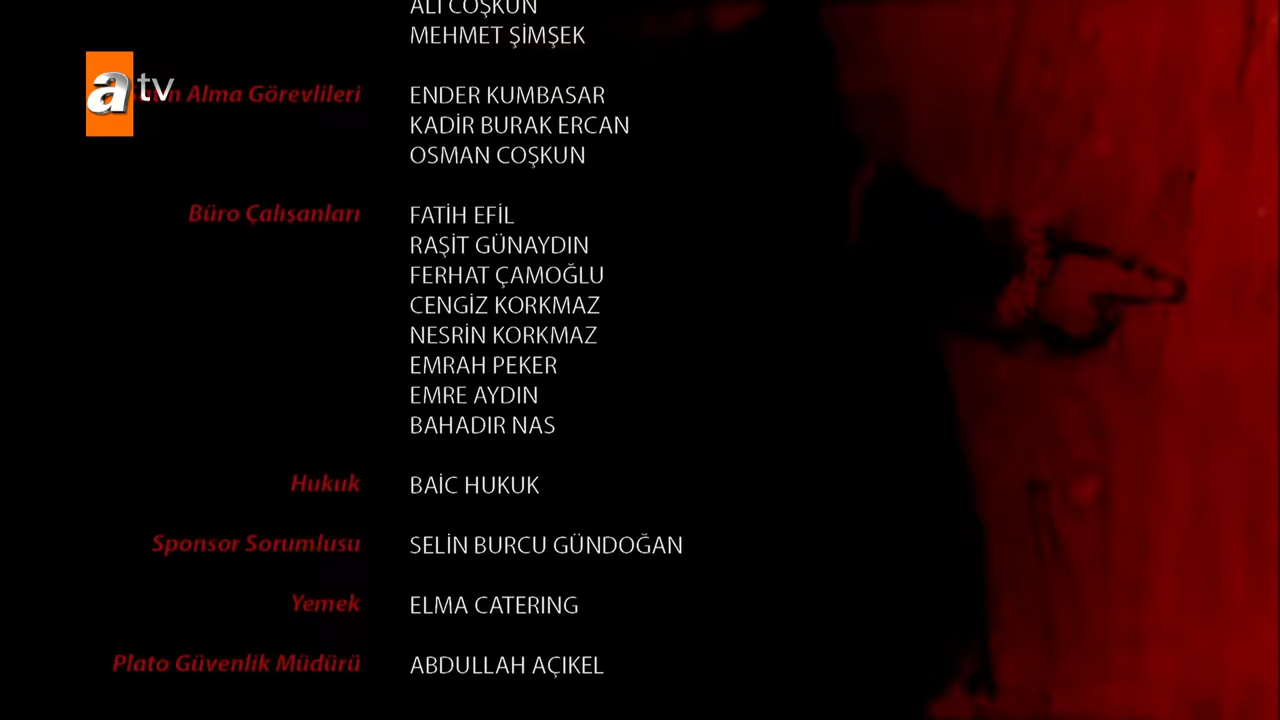 ALİ COŞKUN
MEHMET ŞİMŞEK
atv
Alma Görevlileri ENDER KUMBASAR
KADİR BURAK ERCAN
OSMAN COŞKUN
Büro Çalışanları FATİH EFİL
RAŞİT GÜNAYDIN
FERHAT ÇAMOĞLU
CENGİZ KORKMAZ
NESRİN KORKMAZ
EMRAH PEKER
EMRE AYDIN
BAHADIR NAS
Hukuk BAİC HUKUK
Sponsor Sorumlusu SELİN BURCU GÜNDOĞAN
Yemek ELMA CATERING
Plato Güvenlik Müdürü ABDULLAH AÇIKEL